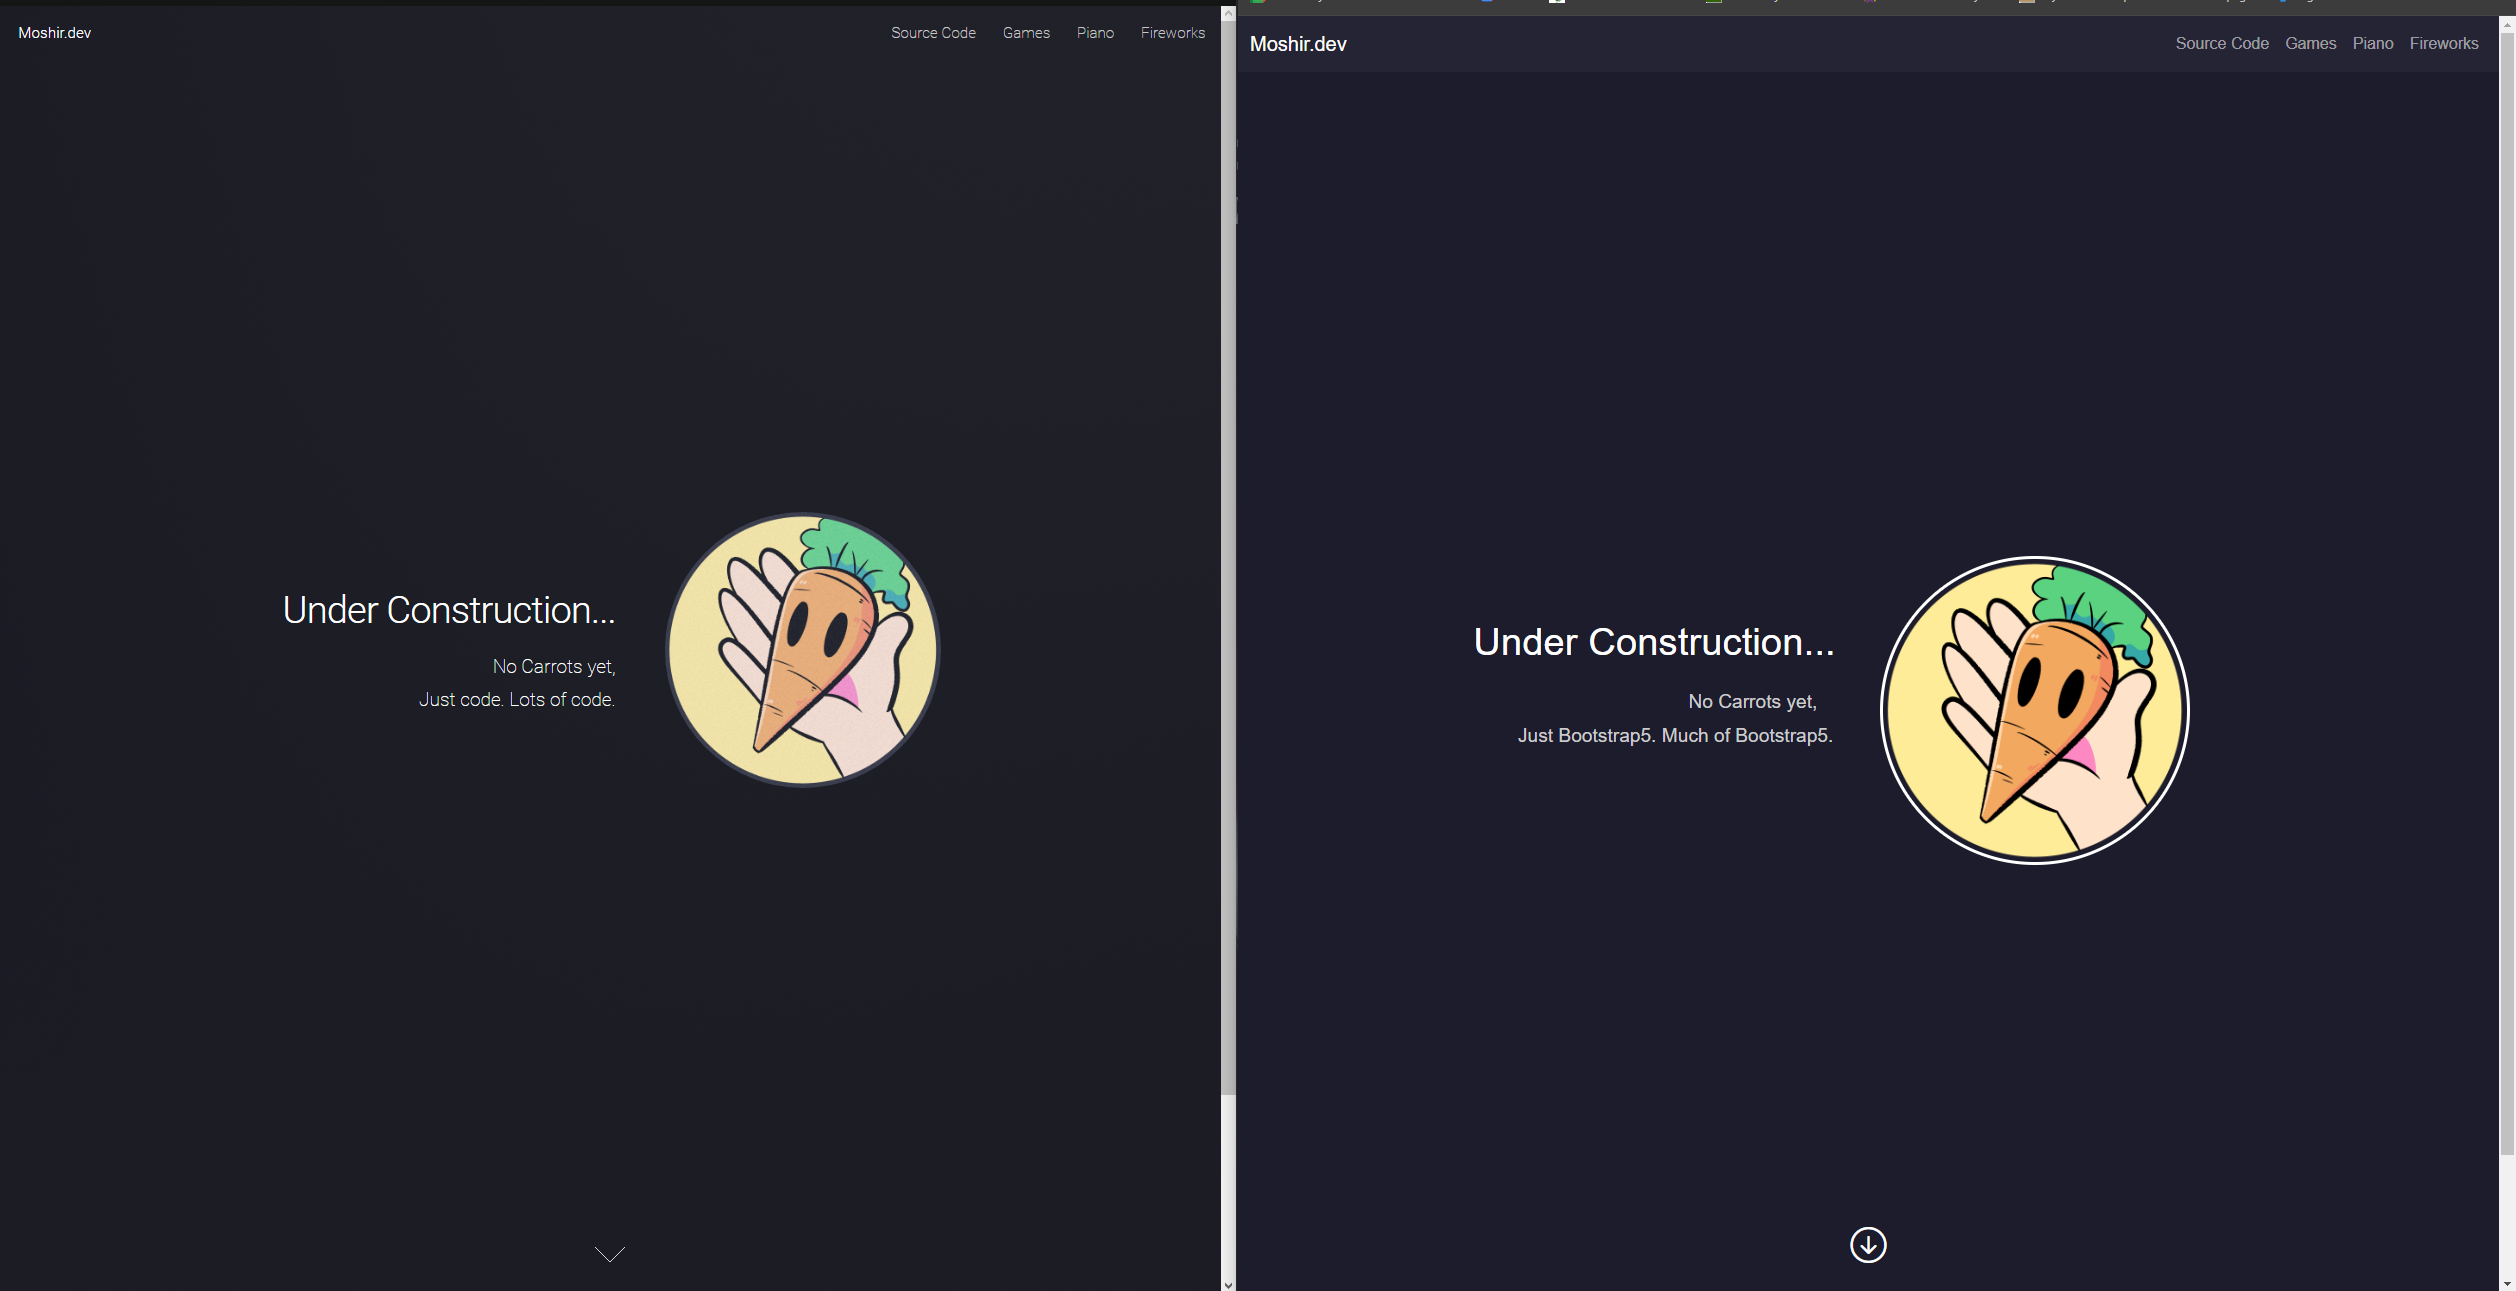 Moshir.dev
Source Code Games Piano Fireworks
Under Construction...
No Carrots yet,
Just code. Lots of code.
Moshir.dev
Source Code Games Piano Fireworks
Under Construction...
No Carrots yet,
Just Bootstrap5. Much of Bootstrap5.